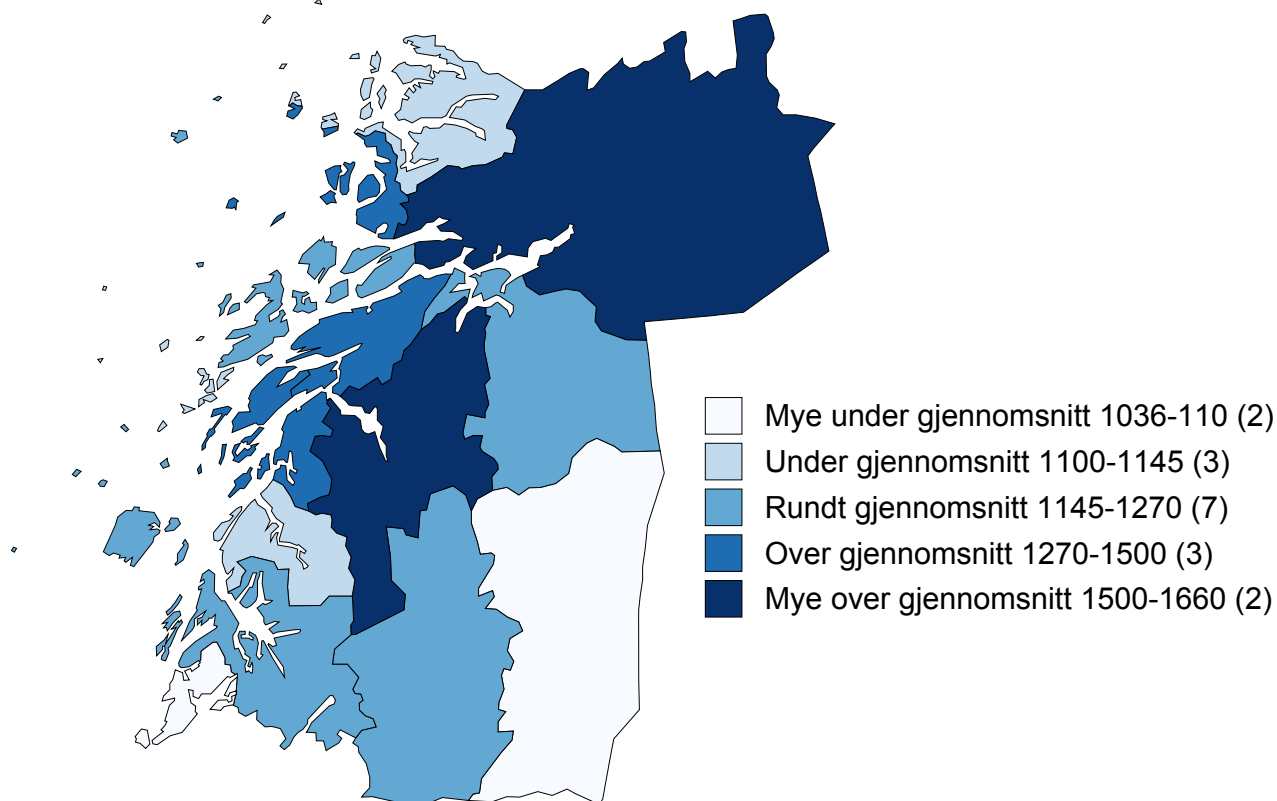 Mye under gjennomsnitt 1036-110 (2)
Under gjennomsnitt 1100-1145 (3)
Rundt gjennomsnitt 1145-1270 (7)
Over gjennomsnitt 1270-1500 (3)
Mye over gjennomsnitt 1500-1660 (2)